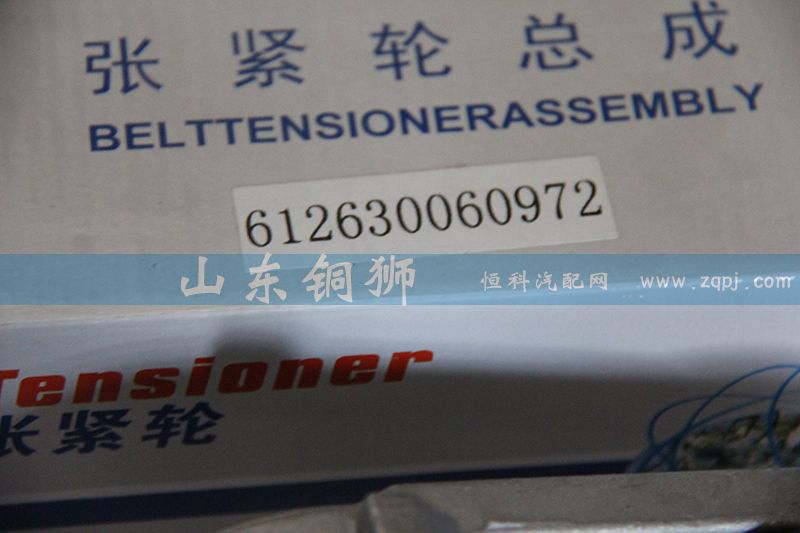 张紧轮总成
BELTTENSIONERASSEMBLY
612630060972
山东铜狮 恒科汽配网 www.zqpj.com
Tensioner
张紧轮